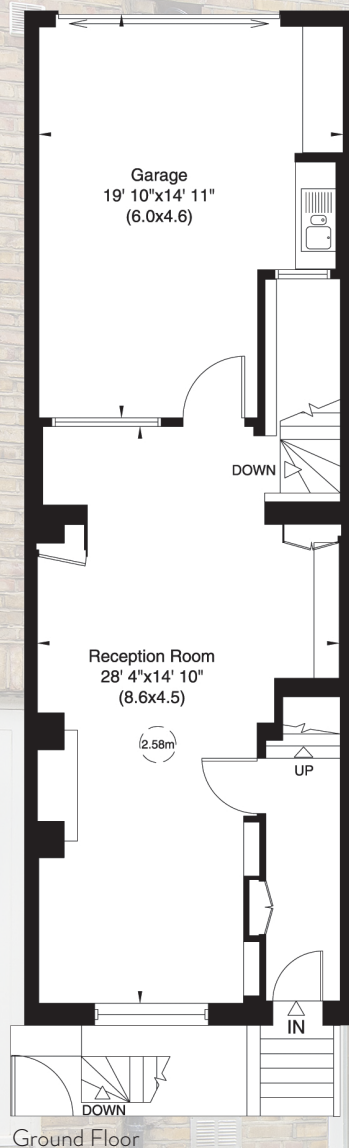 Garage
19' 10"x14' 11"
(6.0x4.6)
DOWN
Reception Room
28' 4"x14' 10"
(8.6x4.5)
2.58m
UP
IN
DOWN
Ground Floor